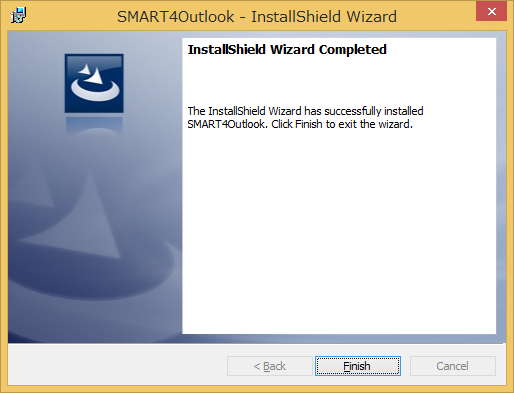 SMART4Outlook - InstallShield Wizard
InstallShield Wizard Completed
The InstallShield Wizard has successfully installed
SMART4Outlook. Click Finish to exit the wizard.
< Back
Finish
Cancel